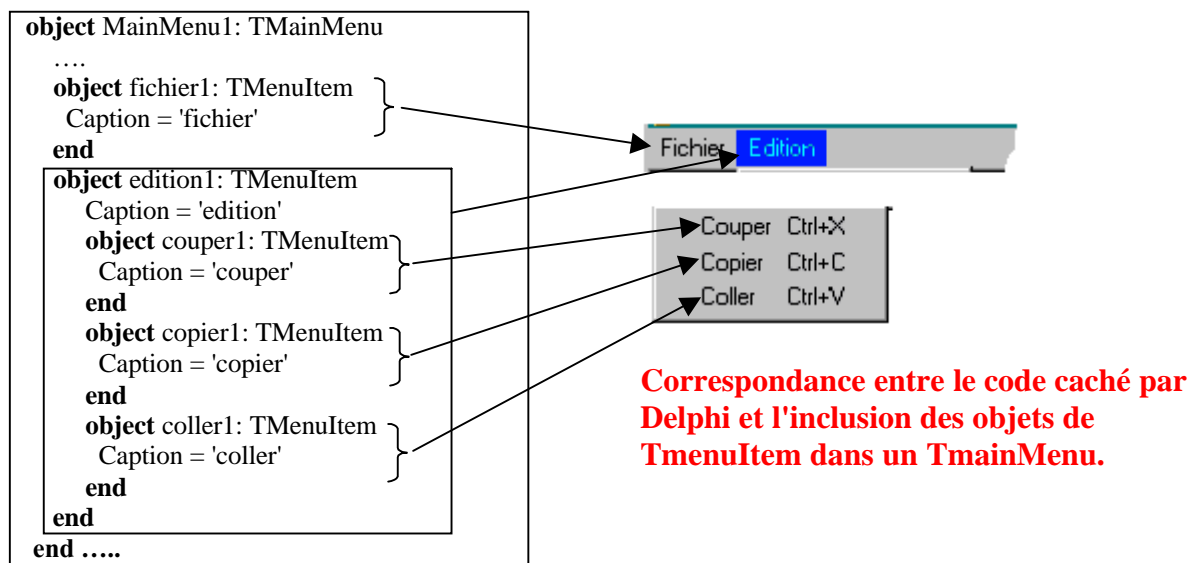 object MainMenu1: TMainMenu
….
object fichier1: TMenuItem
Caption = 'fichier'
end
object edition1: TMenuItem
Caption = 'edition'
object couper1: TMenuItem
Caption = 'couper'
end
object copier1: TMenuItem
Caption = 'copier'
end
object coller1: TMenuItem
Caption = 'coller'
end
end
end …..
Fichier Edition
Couper Ctrl+X
Copier Ctrl+C
Coller Ctrl+V
Correspondance entre le code caché par
Delphi et l'inclusion des objets de
TmenuItem dans un TmainMenu.